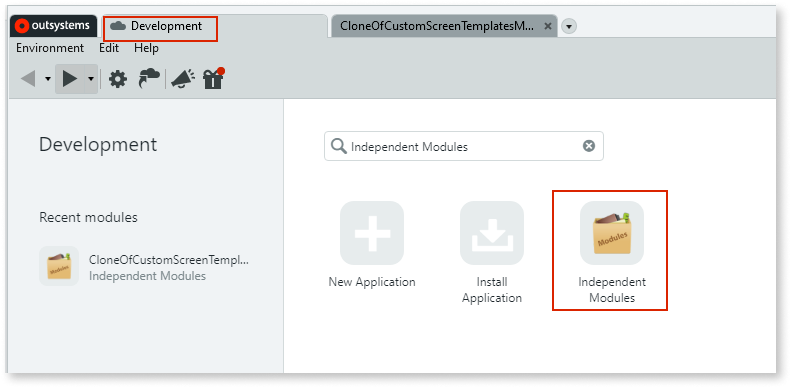 outsystems
Development
CloneOfCustomScreenTemplatesM...
Environment Edit Help
Development
Independent Modules
Recent modules
CloneOfCustomScreenTempl...
Independent Modules
Modules
New Application
Install
Application
Modules
Independent
Modules